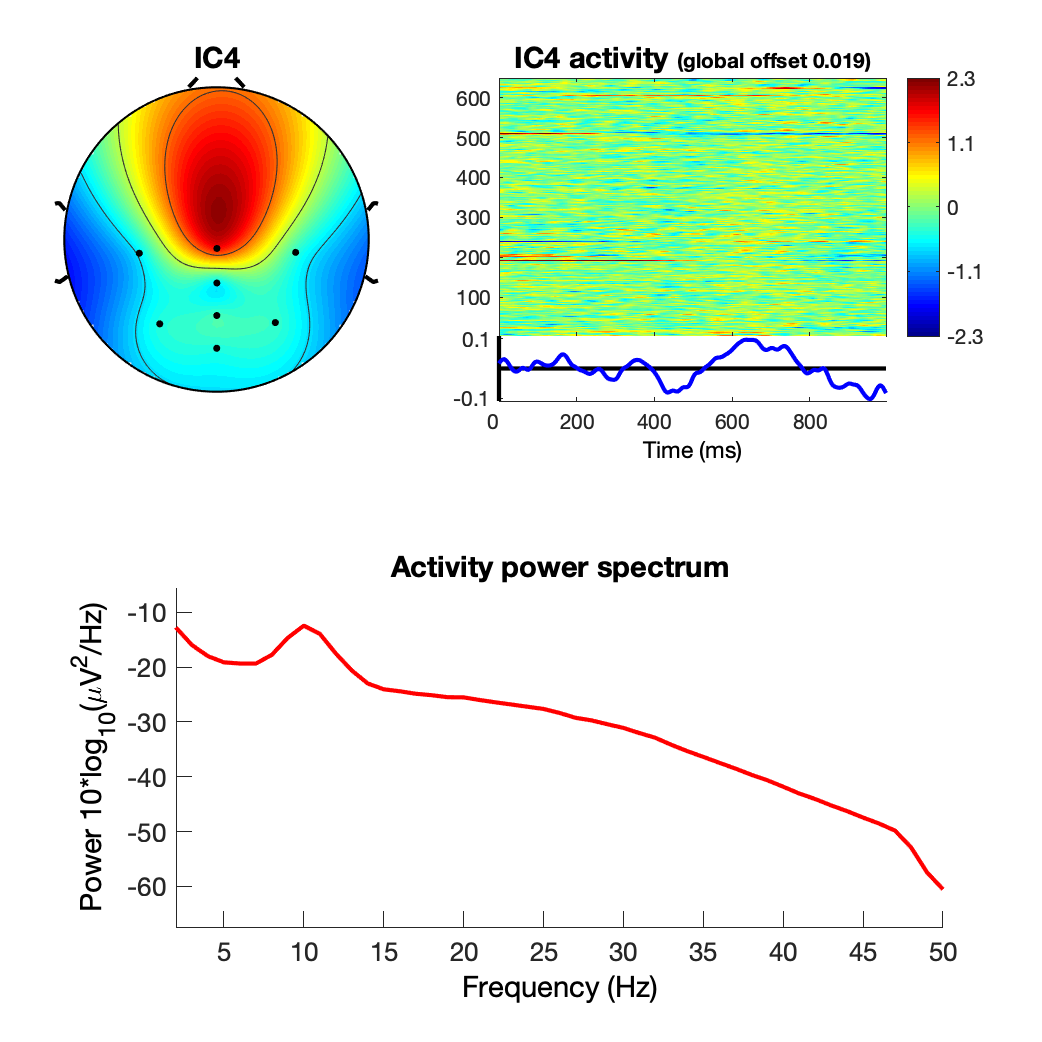 IC4
IC4 activity (global offset 0.019)
600
500
400
300
200
100
0.1
-0.1
0 200 400 600 800
Time (ms)
2.3
1.1
0
-1.1
-2.3
Activity power spectrum
Power 10*log10(μV2/Hz)
-10
-20
-30
-40
-50
-60
5 10 15 20 25 30 35 40 45 50
Frequency (Hz)